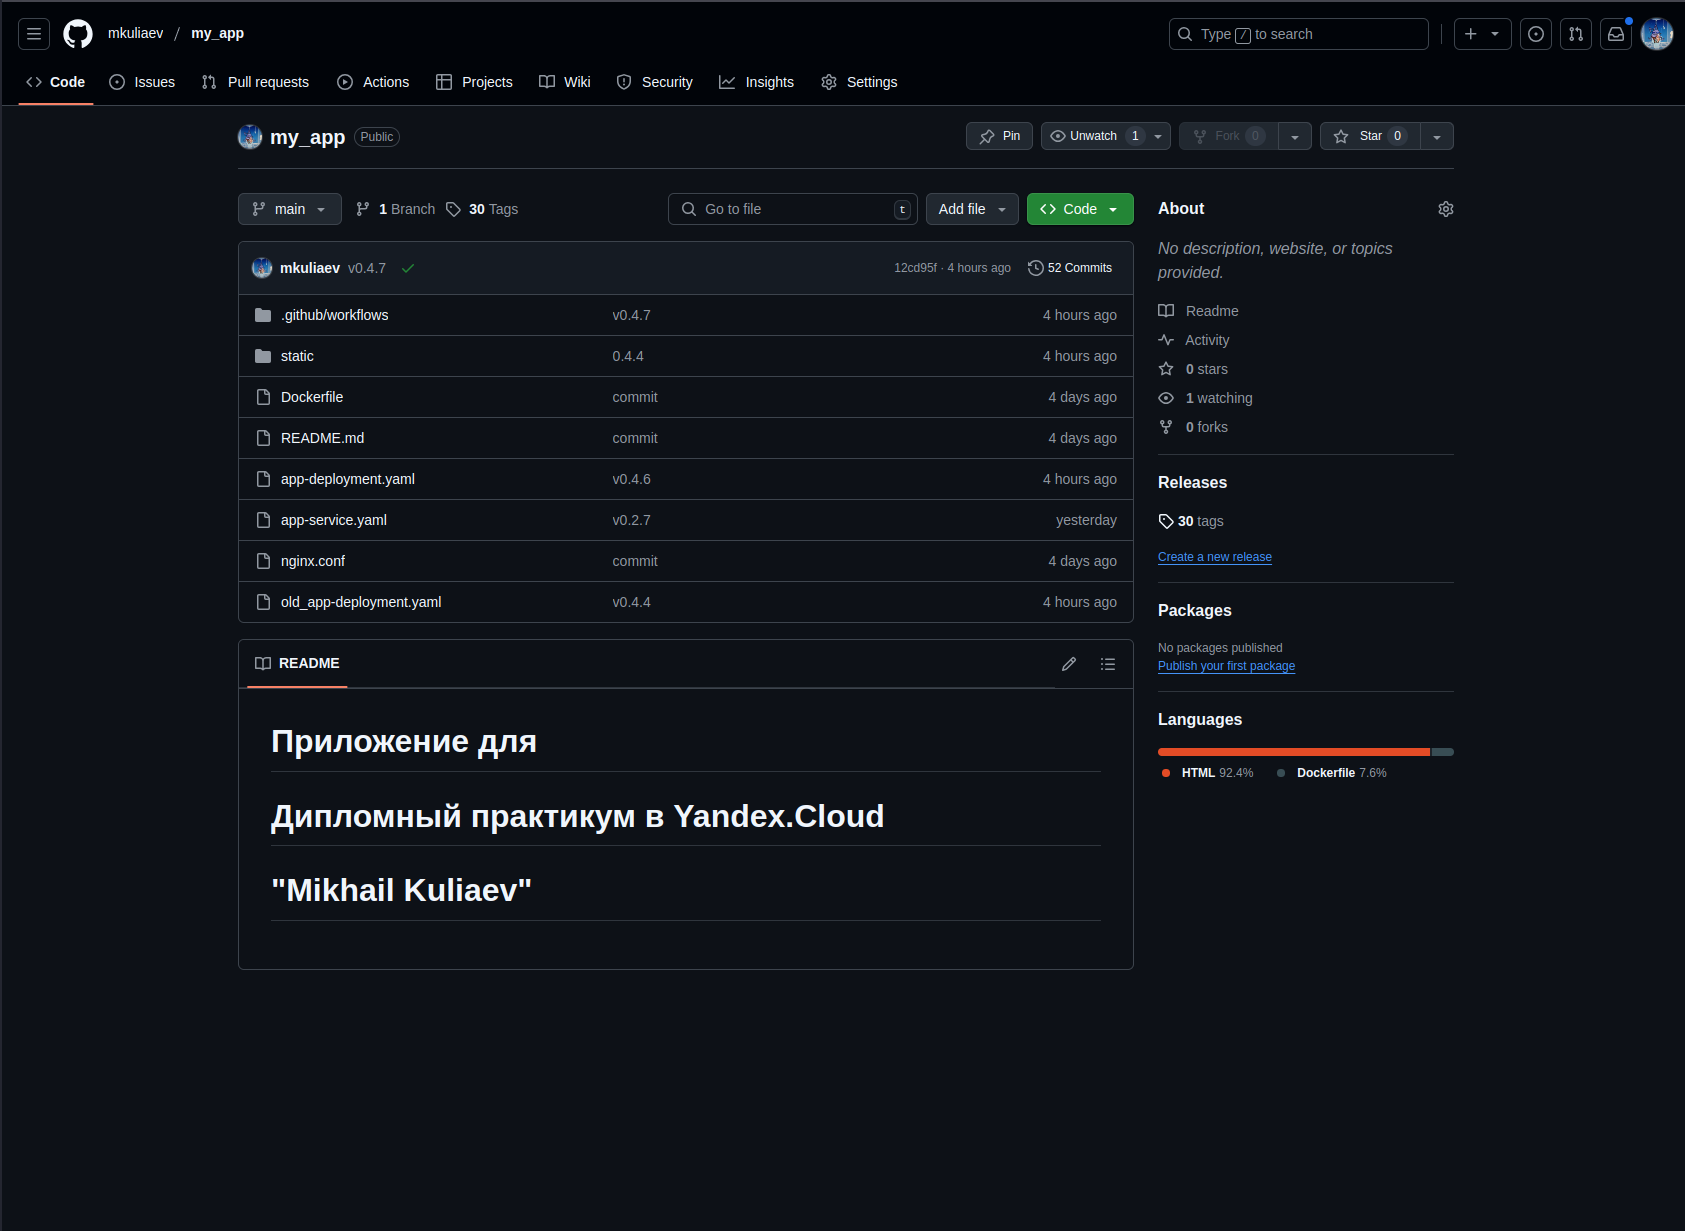 mkuliaev / my_app
Type / to search
Code Issues Pull requests Actions Projects Wiki Security Insights Settings
my_app Public
Pin Unwatch 1 Fork 0 Star 0
main 1 Branch 30 Tags Go to file t Add file Code
mkuliaev v0.4.7 12cd95f · 4 hours ago 52 Commits
.github/workflows v0.4.7 4 hours ago
static 0.4.4 4 hours ago
Dockerfile commit 4 days ago
README.md commit 4 days ago
app-deployment.yaml v0.4.6 4 hours ago
app-service.yaml v0.2.7 yesterday
nginx.conf commit 4 days ago
old_app-deployment.yaml v0.4.4 4 hours ago
README
Приложение для
Дипломный практикум в Yandex.Cloud
"Mikhail Kuliaev"
About
No description, website, or topics
provided.
Readme
Activity
0 stars
1 watching
0 forks
Releases
30 tags
Create a new release
Packages
No packages published
Publish your first package
Languages
HTML 92.4% Dockerfile 7.6%